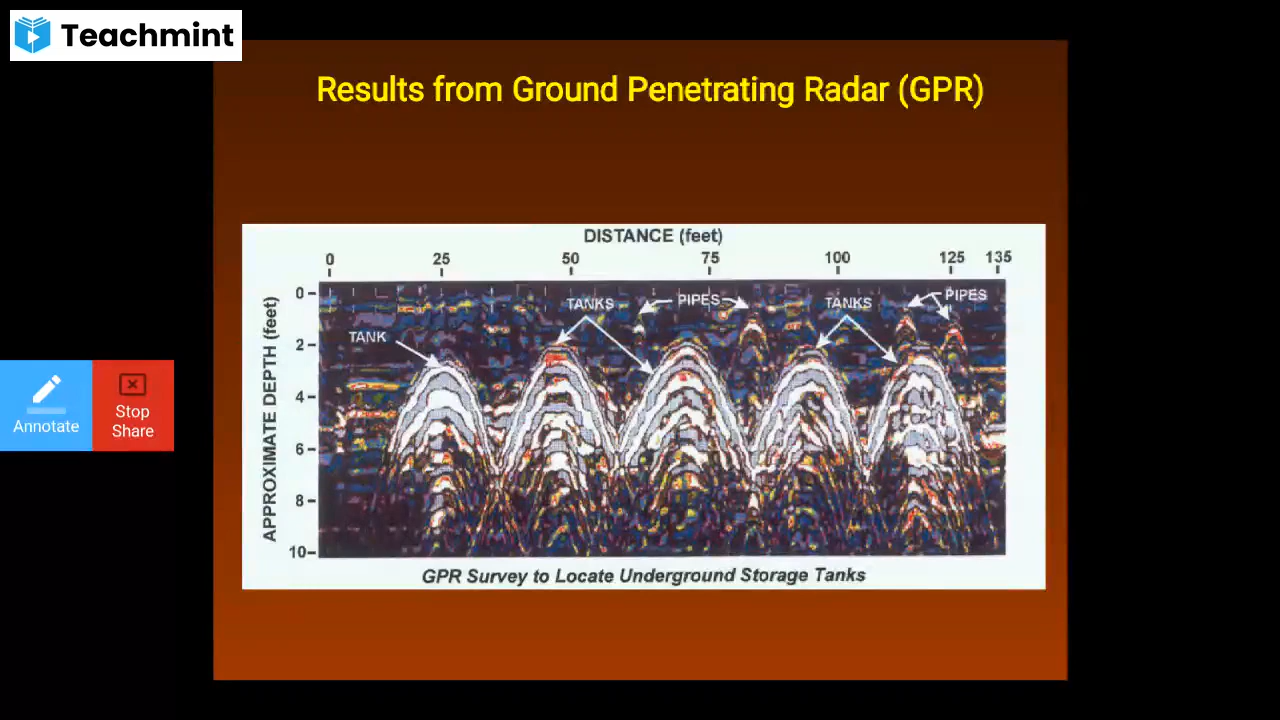 Teachmint
Results from Ground Penetrating Radar (GPR)
DISTANCE (feet)
0 25 50 75 100 125 135
APPROXIMATE DEPTH (feet)
0
2
4
6
8
10
TANK
TANKS
PIPES
TANKS
PIPES
GPR Survey to Locate Underground Storage Tanks
Annotate
Stop
Share